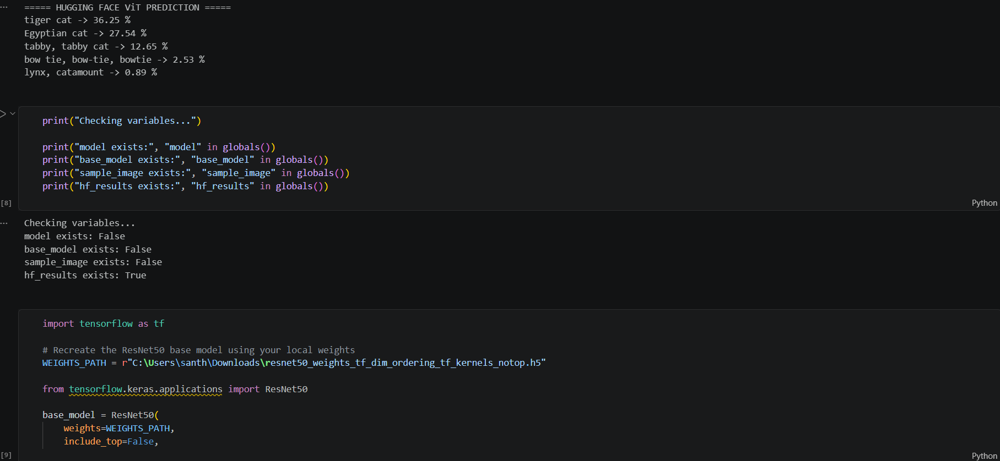 ===== HUGGING FACE ViT PREDICTION =====
tiger cat -> 36.25 %
Egyptian cat -> 27.54 %
tabby, tabby cat -> 12.65 %
bow tie, bow-tie, bowtie -> 2.53 %
lynx, catamount -> 0.89 %
print("Checking variables...")
print("model exists:", "model" in globals())
print("base_model exists:", "base_model" in globals())
print("sample_image exists:", "sample_image" in globals())
print("hf_results exists:", "hf_results" in globals())
[8]
Python
Checking variables...
model exists: False
base_model exists: False
sample_image exists: False
hf_results exists: True
import tensorflow as tf
# Recreate the ResNet50 base model using your local weights
WEIGHTS_PATH = r"C:\Users\santh\Downloads\resnet50_weights_tf_dim_ordering_tf_kernels_notop.h5"
from tensorflow.keras.applications import ResNet50
base_model = ResNet50(
    weights=WEIGHTS_PATH,
    include_top=False,
[9]
Python